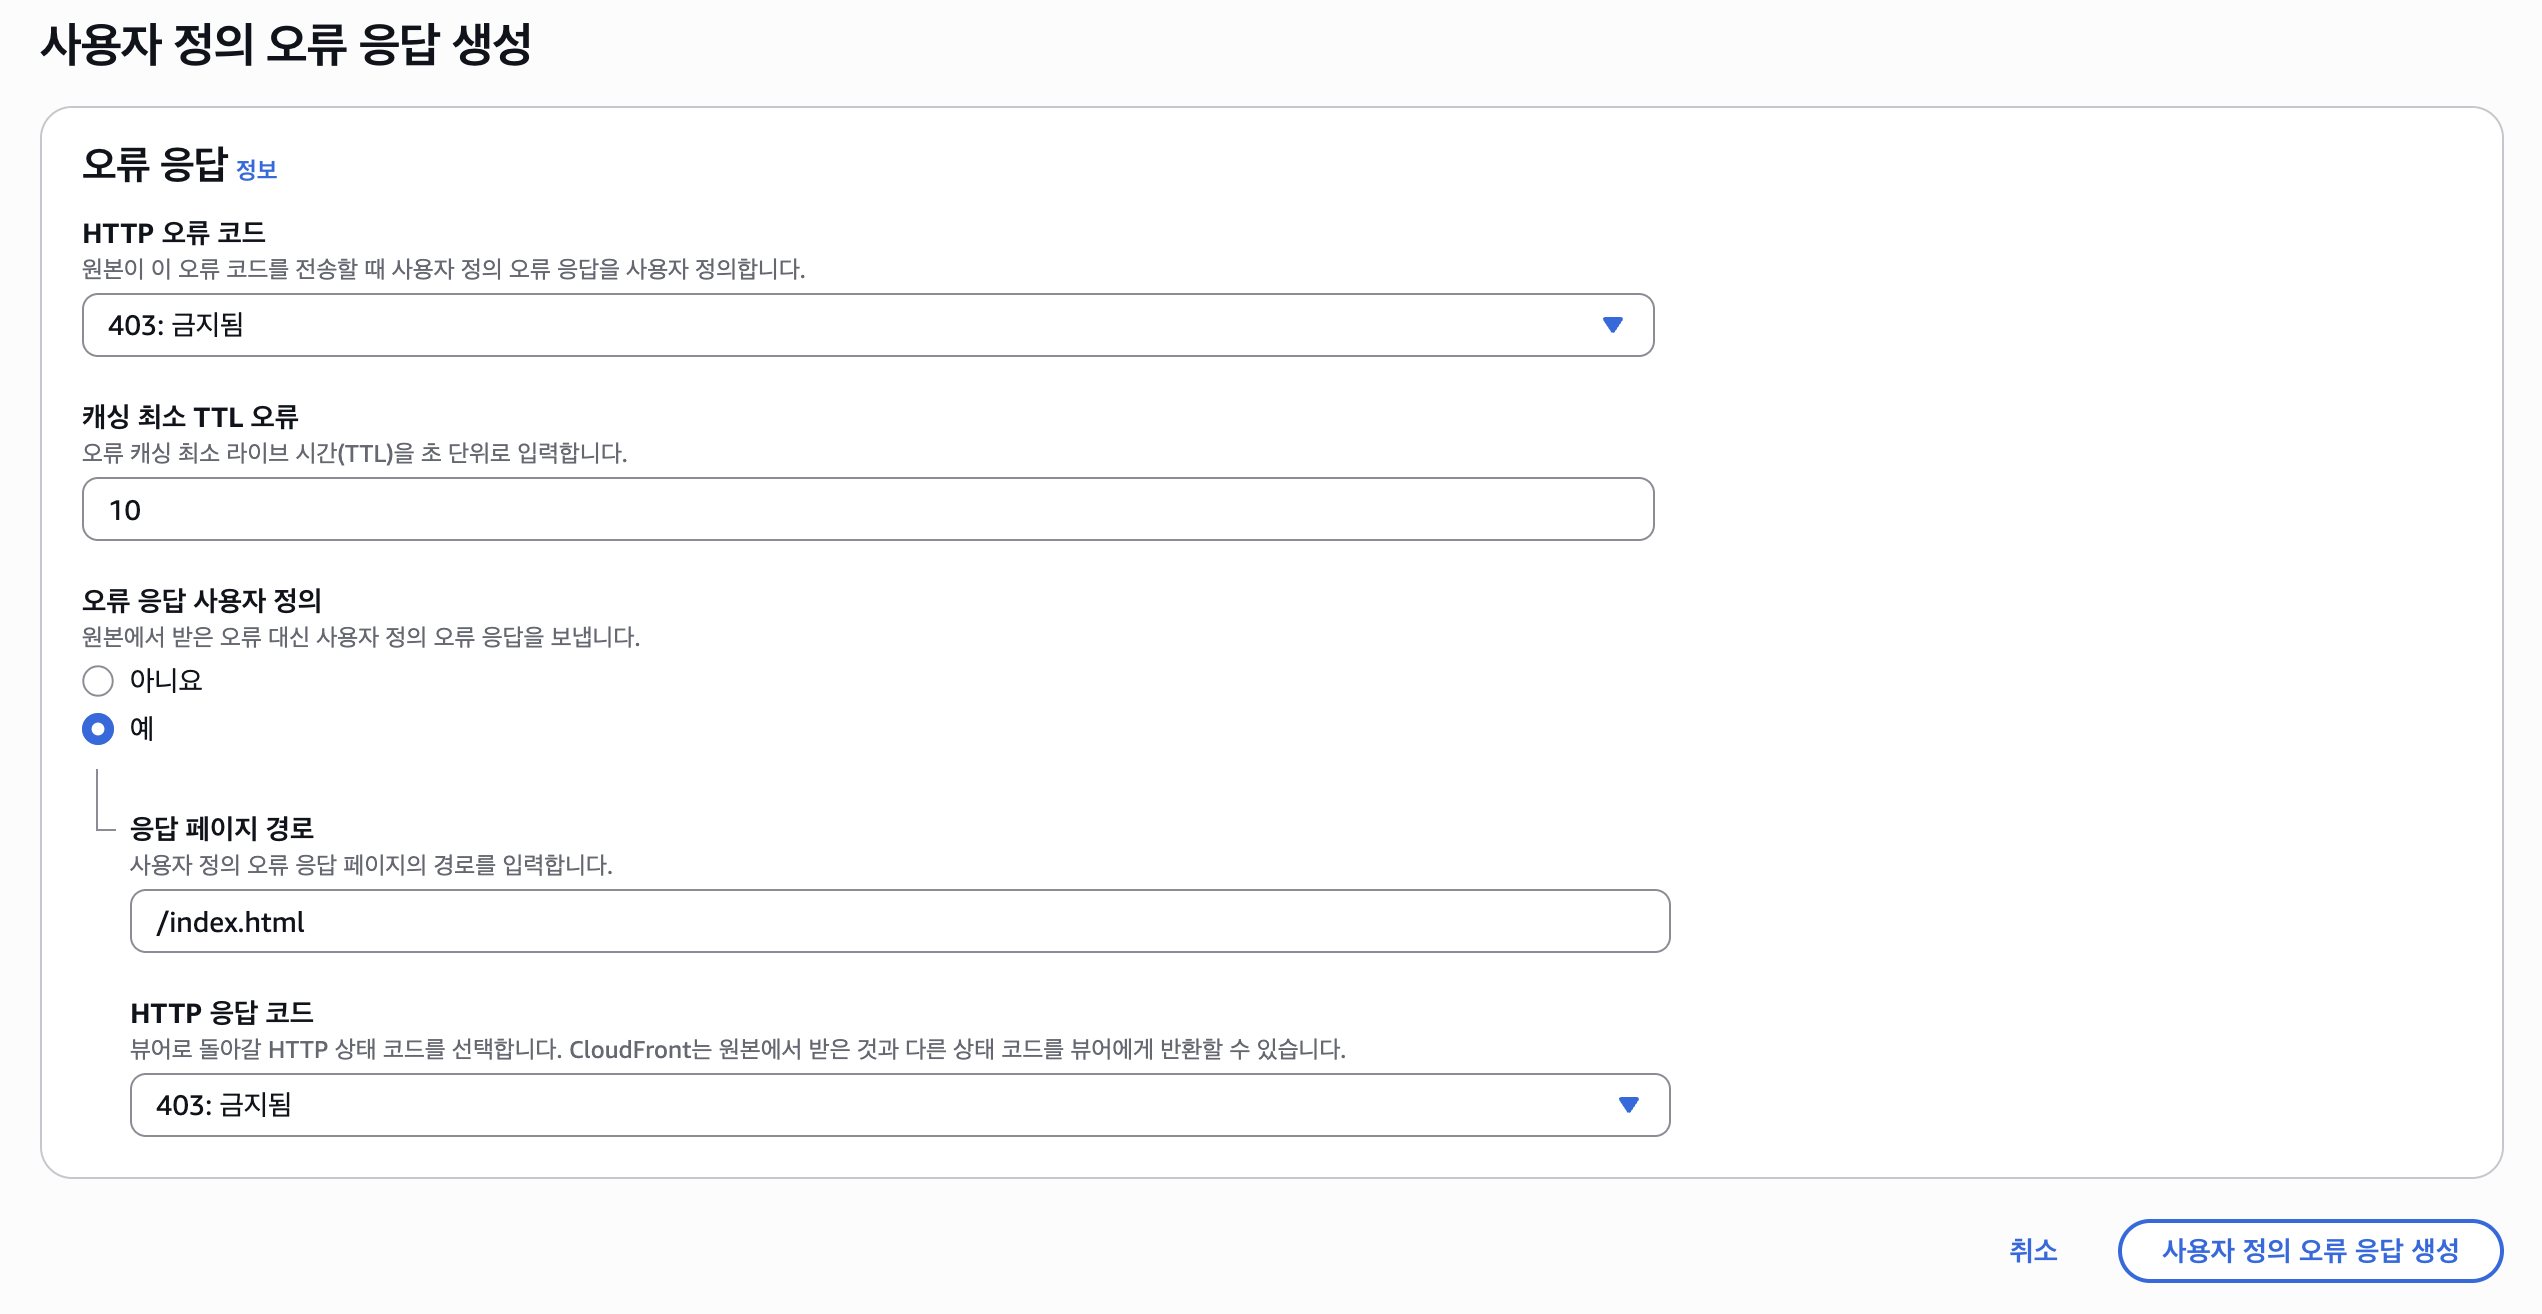 사용자 정의 오류 응답 생성
오류 응답 정보
HTTP 오류 코드
원본이 이 오류 코드를 전송할 때 사용자 정의 오류 응답을 사용자 정의합니다.
403: 금지됨
캐싱 최소 TTL 오류
오류 캐싱 최소 라이브 시간(TTL)을 초 단위로 입력합니다.
10
오류 응답 사용자 정의
원본에서 받은 오류 대신 사용자 정의 오류 응답을 보냅니다.
아니요
예
응답 페이지 경로
사용자 정의 오류 응답 페이지의 경로를 입력합니다.
/index.html
HTTP 응답 코드
뷰어로 돌아갈 HTTP 상태 코드를 선택합니다. CloudFront는 원본에서 받은 것과 다른 상태 코드를 뷰어에게 반환할 수 있습니다.
403: 금지됨
취소
사용자 정의 오류 응답 생성